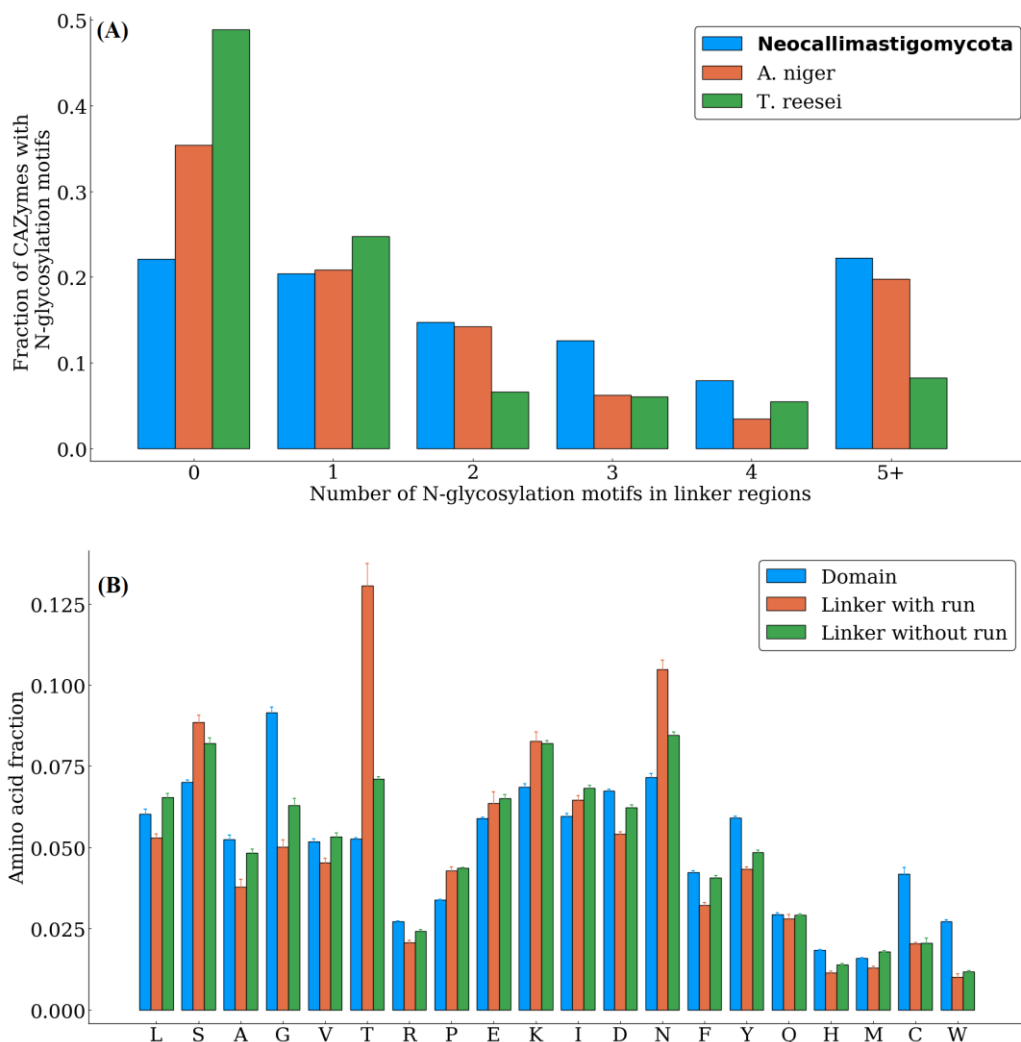 (A)
Neocallimastigomycota
A. niger
T. reesei
0.5
0.4
0.3
0.2
0.1
0.0
Fraction of CAZymes with
N-glycosylation motifs
0 1 2 3 4 5+
Number of N-glycosylation motifs in linker regions
(B)
Domain
Linker with run
Linker without run
0.125
0.100
0.075
0.050
0.025
0.000
Amino acid fraction
L S A G V T R P E K I D N F Y Q H M C W